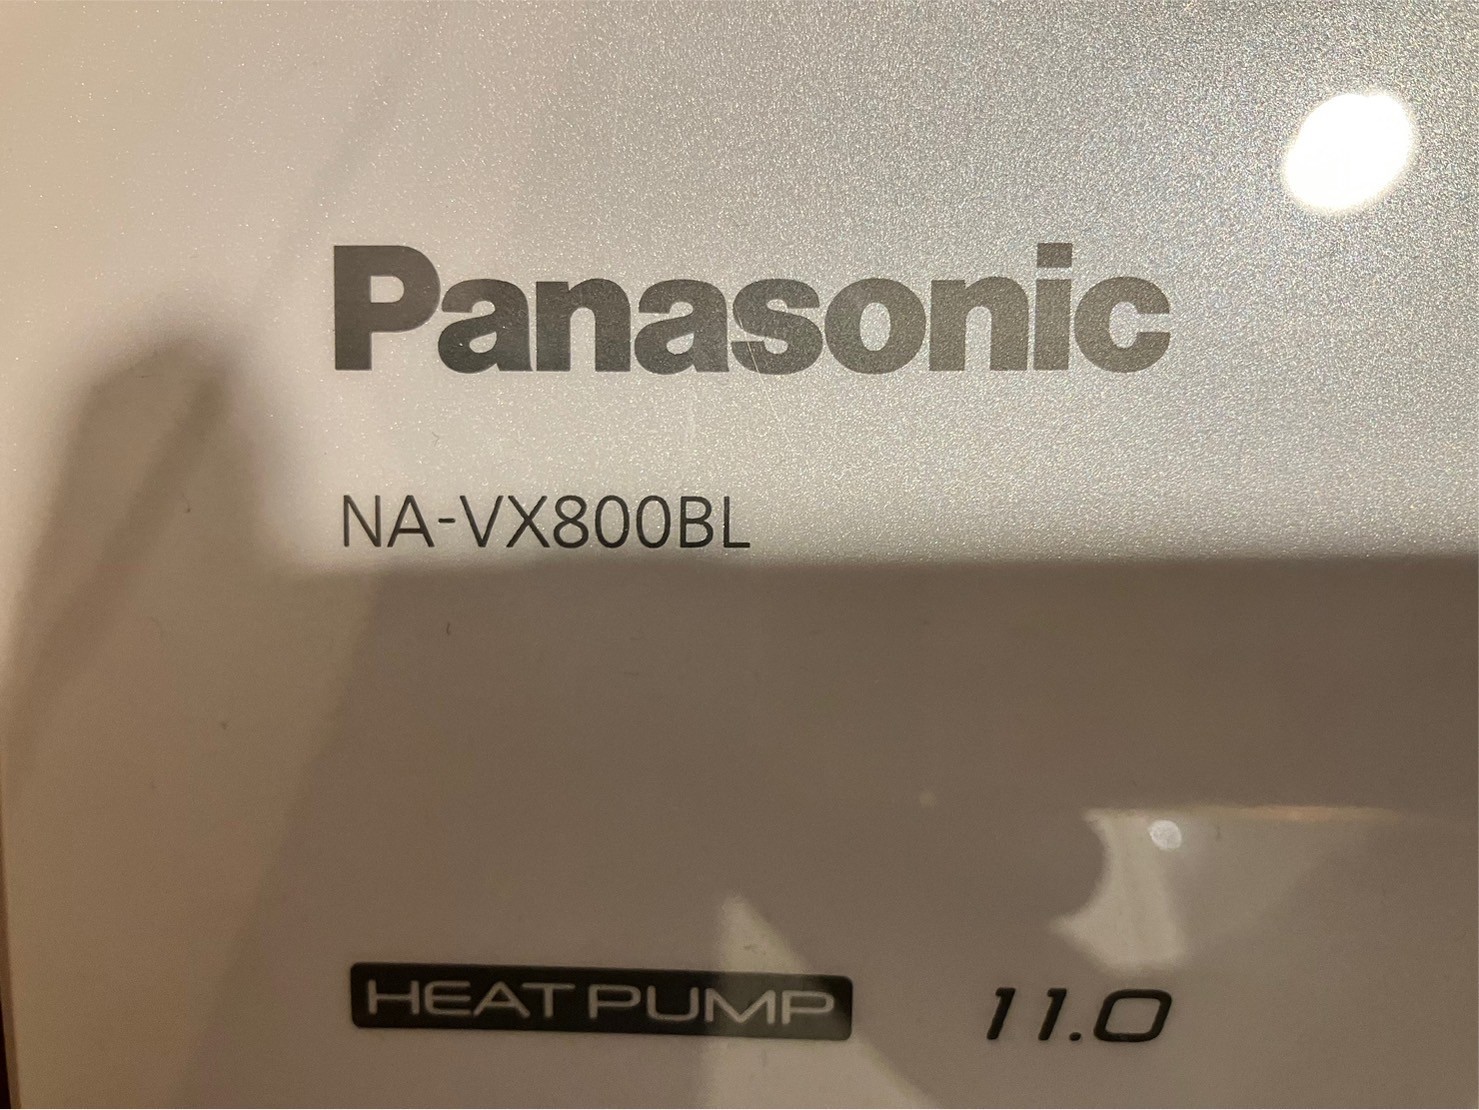 Panasonic
NA-VX800BL
HEAT PUMP 11.0